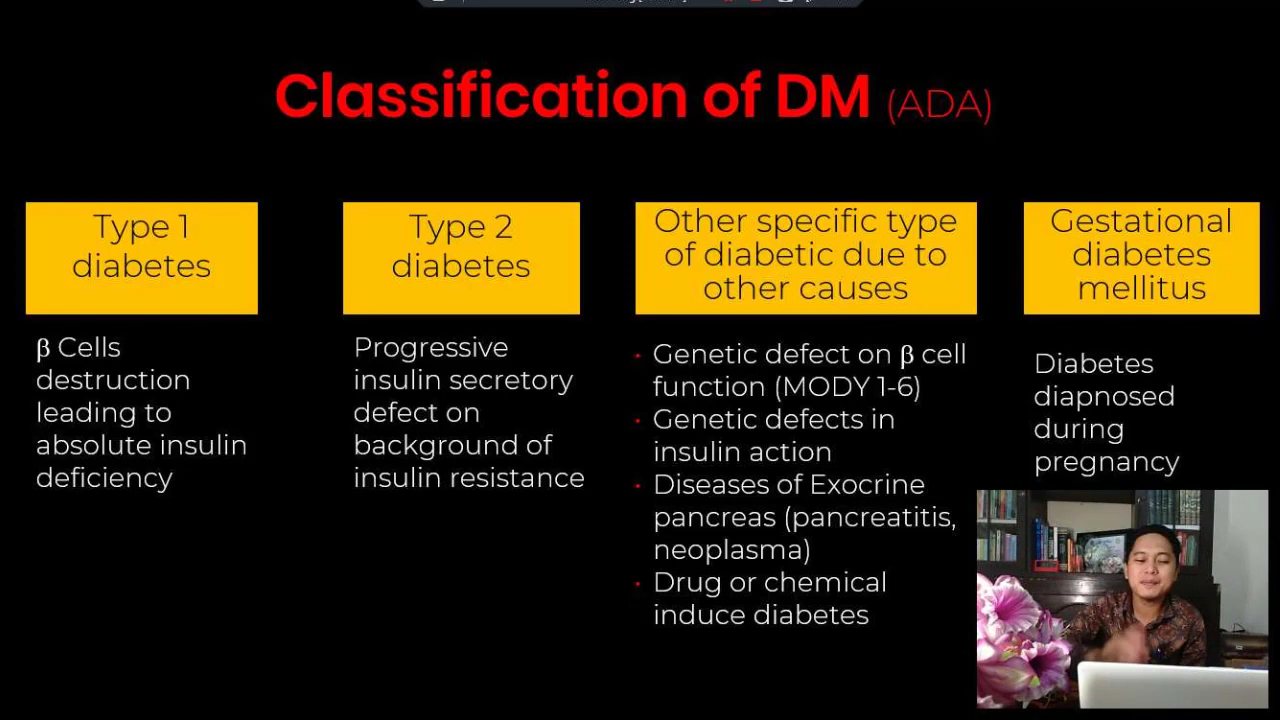 Classification of DM (ADA)
Type 1
diabetes
β Cells
destruction
leading to
absolute insulin
deficiency
Type 2
diabetes
Progressive
insulin secretory
defect on
background of
insulin resistance
Other specific type
of diabetic due to
other causes
• Genetic defect on β cell
function (MODY 1-6)
• Genetic defects in
insulin action
• Diseases of Exocrine
pancreas (pancreatitis,
neoplasma)
• Drug or chemical
induce diabetes
Gestational
diabetes
mellitus
Diabetes
diapnosed
during
pregnancy